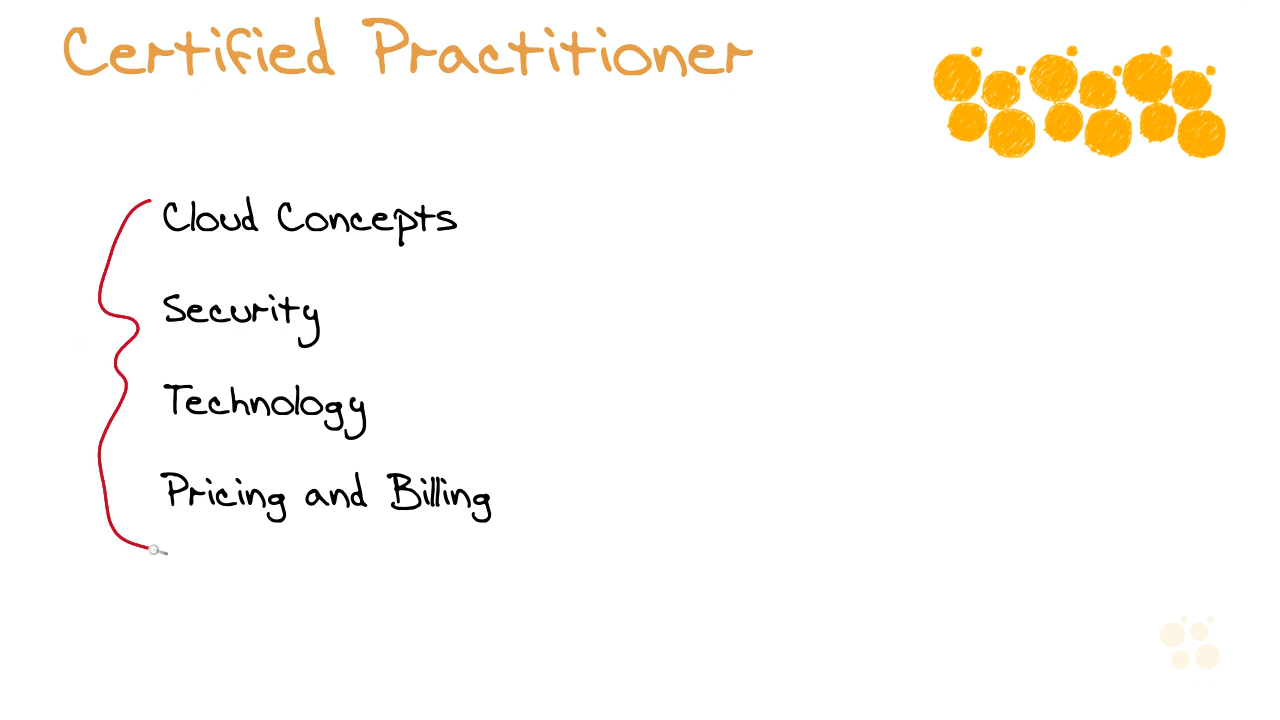 Certified Practitioner
Cloud Concepts
Security
Technology
Pricing and Billing